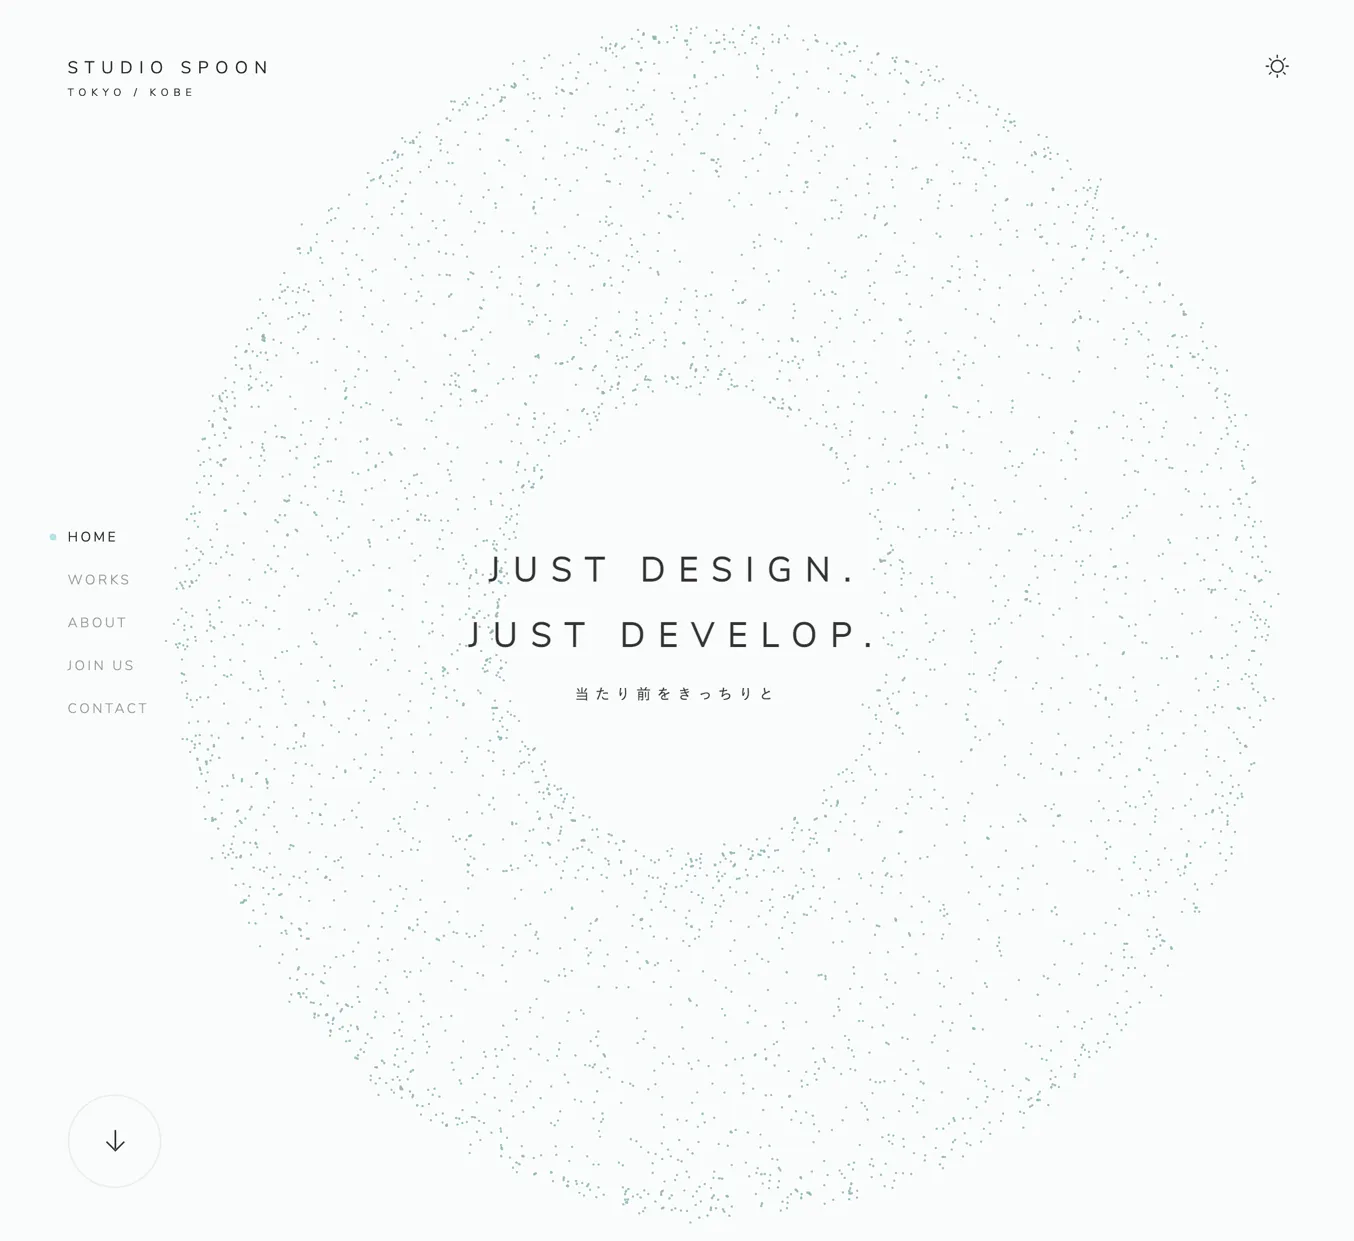 STUDIO SPOON
TOKYO / KOBE
HOME
WORKS
ABOUT
JOIN US
CONTACT
JUST DESIGN.
JUST DEVELOP.
当たり前をきっちりと